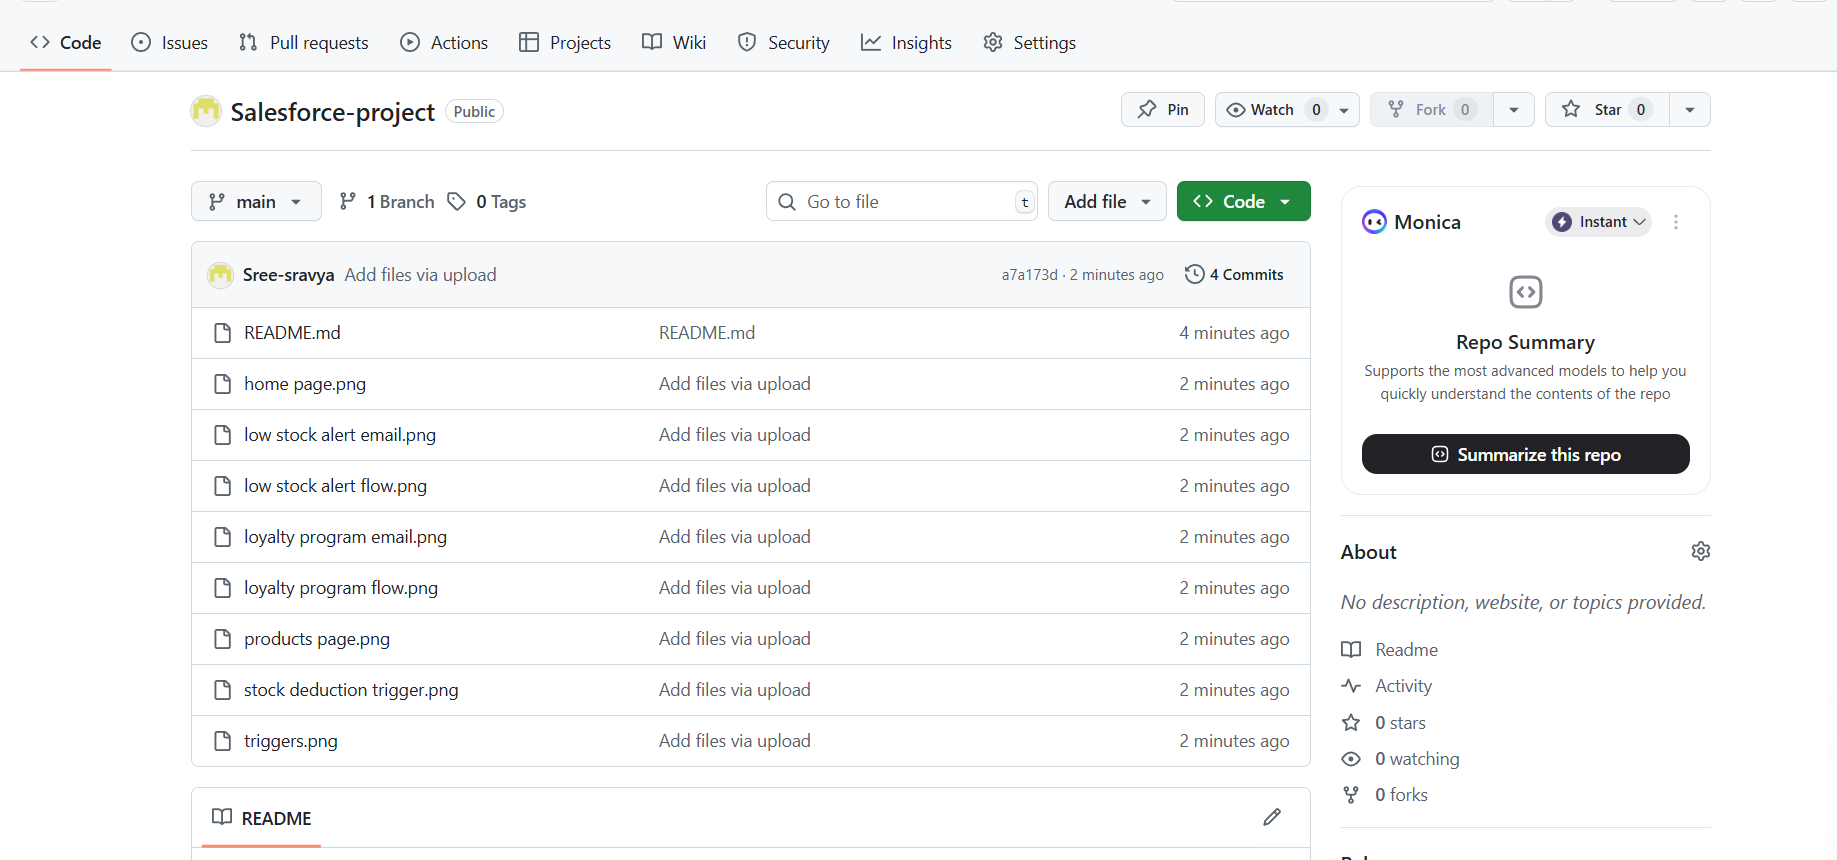 Code Issues Pull requests Actions Projects Wiki Security Insights Settings
Salesforce-project Public Pin Watch 0 Fork 0 Star 0
main 1 Branch 0 Tags Go to file t Add file Code
Sree-sravya Add files via upload a7a173d · 2 minutes ago 4 Commits
README.md README.md 4 minutes ago
home page.png Add files via upload 2 minutes ago
low stock alert email.png Add files via upload 2 minutes ago
low stock alert flow.png Add files via upload 2 minutes ago
loyalty program email.png Add files via upload 2 minutes ago
loyalty program flow.png Add files via upload 2 minutes ago
products page.png Add files via upload 2 minutes ago
stock deduction trigger.png Add files via upload 2 minutes ago
triggers.png Add files via upload 2 minutes ago
README
Monica Instant
Repo Summary
Supports the most advanced models to help you
quickly understand the contents of the repo
Summarize this repo
About
No description, website, or topics provided.
Readme
Activity
0 stars
0 watching
0 forks